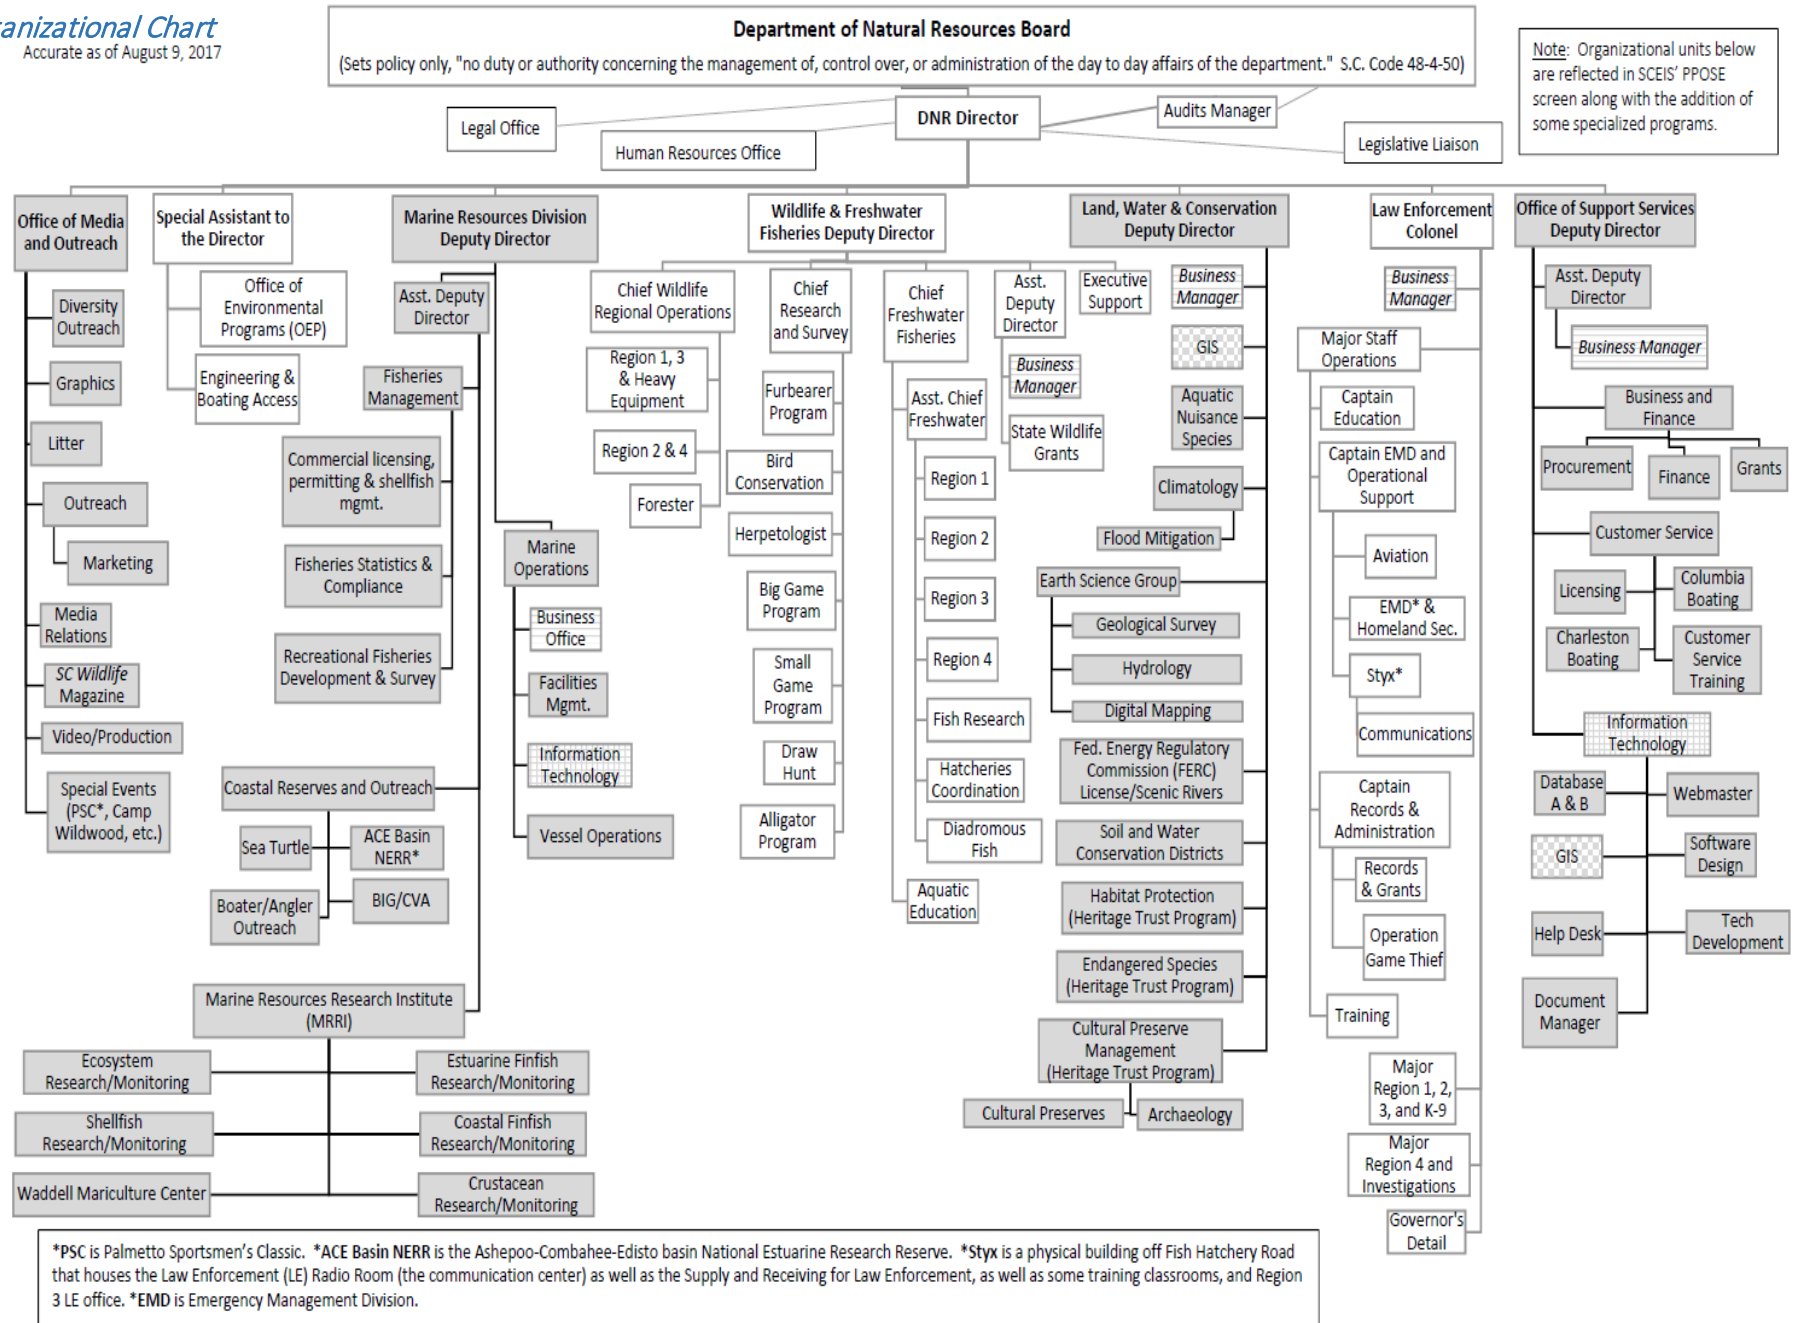 anizational Chart
Accurate as of August 9, 2017
Department of Natural Resources Board
(Sets policy only, "no duty or authority concerning the management of, control over, or administration of the day to day affairs of the department." S.C. Code 48-4-50)
Note: Organizational units below
are reflected in SCEIS' PPOSE
screen along with the addition of
some specialized programs.
Legal Office
Human Resources Office
DNR Director
Audits Manager
Legislative Liaison
Office of Media
and Outreach
Diversity
Outreach
Graphics
Litter
Outreach
Marketing
Media
Relations
SC Wildlife
Magazine
Video/Production
Special Events
(PSC*, Camp
Wildwood, etc.)
Special Assistant to
the Director
Office of
Environmental
Programs (OEP)
Engineering &
Boating Access
Marine Resources Division
Deputy Director
Asst. Deputy
Director
Fisheries
Management
Commercial licensing,
permitting & shellfish
mgmt.
Fisheries Statistics &
Compliance
Recreational Fisheries
Development & Survey
Marine
Operations
Business
Office
Facilities
Mgmt.
Information
Technology
Vessel Operations
Coastal Reserves and Outreach
Sea Turtle
ACE Basin
NERR*
Boater/Angler
Outreach
BIG/CVA
Marine Resources Research Institute
(MRRI)
Ecosystem
Research/Monitoring
Estuarine Finfish
Research/Monitoring
Shellfish
Research/Monitoring
Coastal Finfish
Research/Monitoring
Waddell Mariculture Center
Crustacean
Research/Monitoring
Wildlife & Freshwater
Fisheries Deputy Director
Chief Wildlife
Regional Operations
Region 1, 3
& Heavy
Equipment
Region 2 & 4
Forester
Chief
Research
and Survey
Furbearer
Program
Bird
Conservation
Herpetologist
Big Game
Program
Small
Game
Program
Draw
Hunt
Alligator
Program
Chief
Freshwater
Fisheries
Asst. Chief
Freshwater
Region 1
Region 2
Region 3
Region 4
Fish Research
Hatcheries
Coordination
Diadromous
Fish
Aquatic
Education
Asst.
Deputy
Director
Business
Manager
State Wildlife
Grants
Executive
Support
Land, Water & Conservation
Deputy Director
Business
Manager
GIS
Aquatic
Nuisance
Species
Climatology
Flood Mitigation
Earth Science Group
Geological Survey
Hydrology
Digital Mapping
Fed. Energy Regulatory
Commission (FERC)
License/Scenic Rivers
Soil and Water
Conservation Districts
Habitat Protection
(Heritage Trust Program)
Endangered Species
(Heritage Trust Program)
Cultural Preserve
Management
(Heritage Trust Program)
Cultural Preserves
Archaeology
Law Enforcement
Colonel
Business
Manager
Major Staff
Operations
Captain
Education
Captain EMD and
Operational
Support
Aviation
EMD* &
Homeland Sec.
Styx*
Communications
Captain
Records &
Administration
Records
& Grants
Operation
Game Thief
Training
Major
Region 1, 2,
3, and K-9
Major
Region 4 and
Investigations
Governor's
Detail
Office of Support Services
Deputy Director
Asst. Deputy
Director
Business Manager
Business and
Finance
Procurement
Finance
Grants
Customer Service
Licensing
Columbia
Boating
Charleston
Boating
Customer
Service
Training
Information
Technology
Database
A & B
Webmaster
GIS
Software
Design
Help Desk
Tech
Development
Document
Manager
*PSC is Palmetto Sportsmen's Classic. *ACE Basin NERR is the Ashepoo-Combahee-Edisto basin National Estuarine Research Reserve. *Styx is a physical building off Fish Hatchery Road
that houses the Law Enforcement (LE) Radio Room (the communication center) as well as the Supply and Receiving for Law Enforcement, as well as some training classrooms, and Region
3 LE office. *EMD is Emergency Management Division.